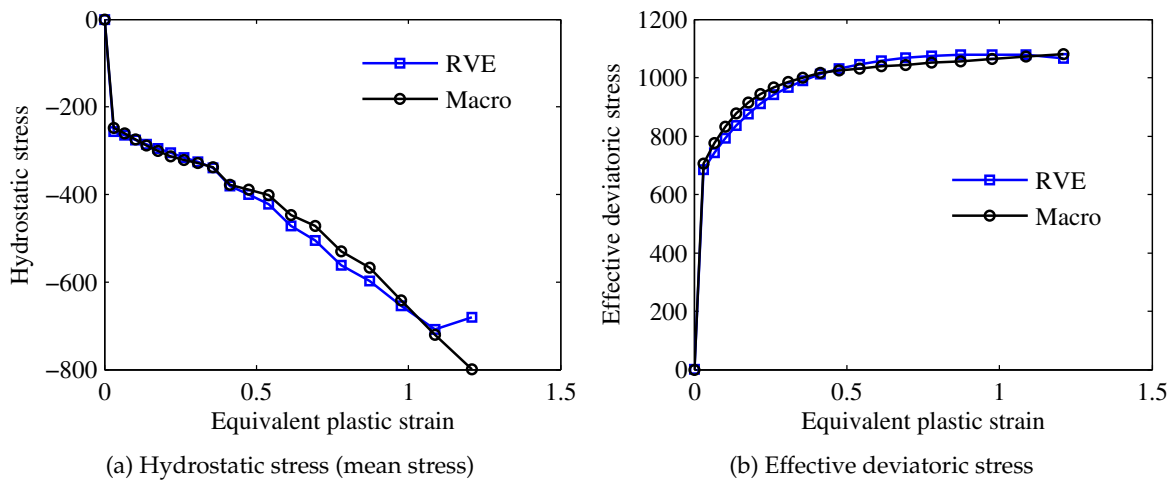 0
−200
−400
−600
−800
0
0.5
1
1.5
Hydrostatic stress
Equivalent plastic strain
RVE
Macro
(a) Hydrostatic stress (mean stress)
1200
1000
800
600
400
200
0
0
0.5
1
1.5
Effective deviatoric stress
Equivalent plastic strain
RVE
Macro
(b) Effective deviatoric stress